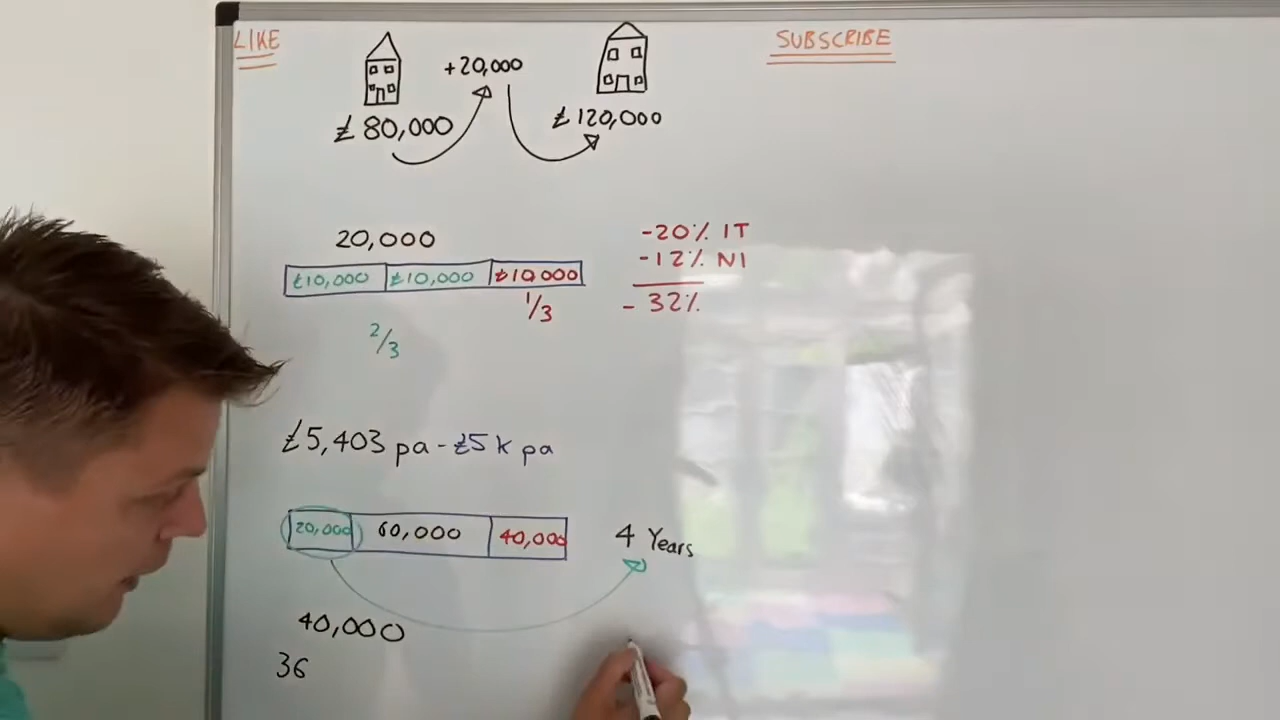 LIKE
SUBSCRIBE
+20,000
£80,000
£120,000
20,000
£10,000 £10,000 £10,000
1/3
2/3
-20% IT
-12% NI
-32%
£5,403 pa - £5k pa
20,000 60,000 40,000
4 Years
40,000
36